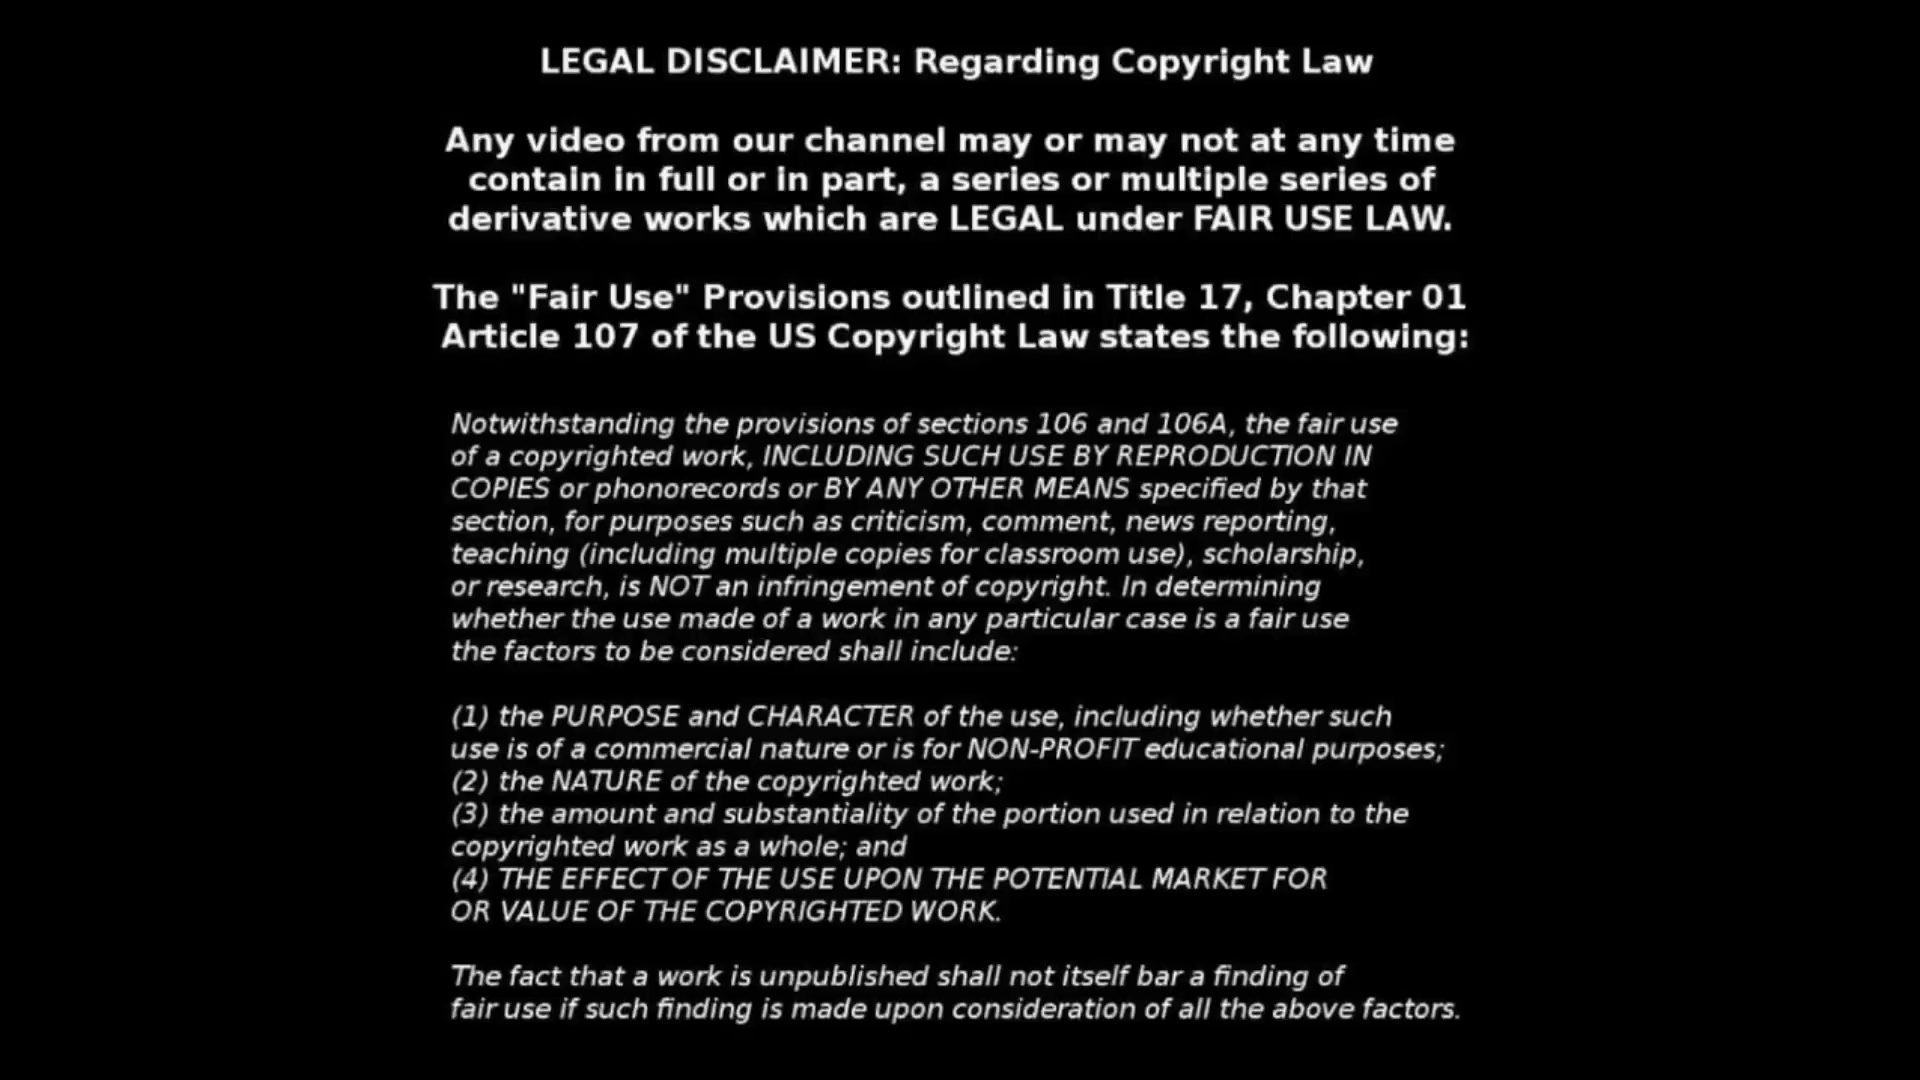 LEGAL DISCLAIMER: Regarding Copyright Law
Any video from our channel may or may not at any time
contain in full or in part, a series or multiple series of
derivative works which are LEGAL under FAIR USE LAW.
The "Fair Use" Provisions outlined in Title 17, Chapter 01
Article 107 of the US Copyright Law states the following:
Notwithstanding the provisions of sections 106 and 106A, the fair use
of a copyrighted work, INCLUDING SUCH USE BY REPRODUCTION IN
COPIES or phonorecords or BY ANY OTHER MEANS specified by that
section, for purposes such as criticism, comment, news reporting,
teaching (including multiple copies for classroom use), scholarship,
or research, is NOT an infringement of copyright. In determining
whether the use made of a work in any particular case is a fair use
the factors to be considered shall include:
(1) the PURPOSE and CHARACTER of the use, including whether such
use is of a commercial nature or is for NON-PROFIT educational purposes;
(2) the NATURE of the copyrighted work;
(3) the amount and substantiality of the portion used in relation to the
copyrighted work as a whole; and
(4) THE EFFECT OF THE USE UPON THE POTENTIAL MARKET FOR
OR VALUE OF THE COPYRIGHTED WORK.
The fact that a work is unpublished shall not itself bar a finding of
fair use if such finding is made upon consideration of all the above factors.